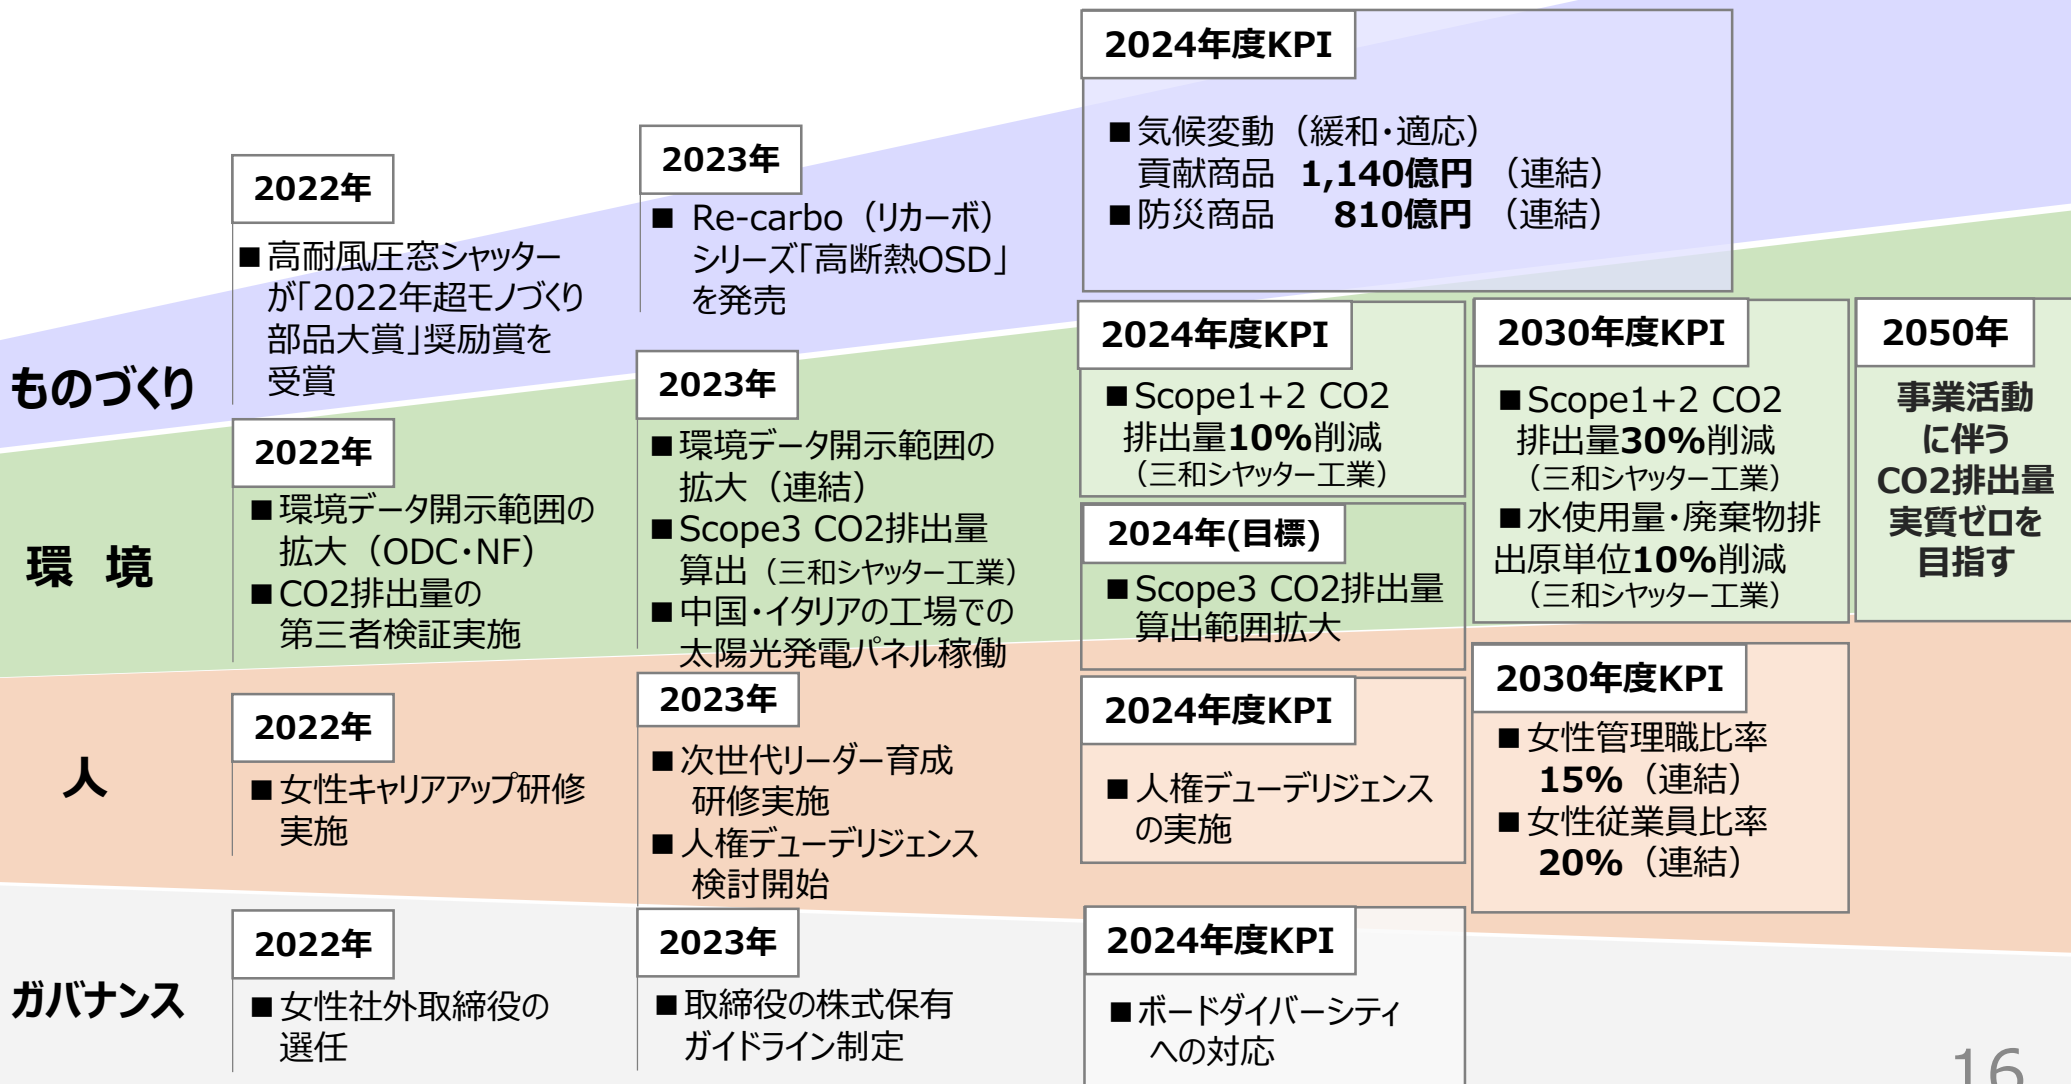 ものづくり
2022年
■高耐風圧窓シャッター
が「2022年超モノづくり
部品大賞」奨励賞を
受賞
2023年
■ Re-carbo（リカーボ）
シリーズ「高断熱OSD」
を発売
2024年度KPI
■気候変動（緩和・適応）
貢献商品 1,140億円 （連結）
■防災商品 810億円 （連結）
環 境
2022年
■環境データ開示範囲の
拡大（ODC・NF）
■CO2排出量の
第三者検証実施
2023年
■環境データ開示範囲の
拡大（連結）
■Scope3 CO2排出量
算出（三和シヤッター工業）
■中国・イタリアの工場での
太陽光発電パネル稼働
2024年度KPI
■Scope1+2 CO2
排出量10%削減
（三和シヤッター工業）
2024年(目標)
■Scope3 CO2排出量
算出範囲拡大
2030年度KPI
■Scope1+2 CO2
排出量30%削減
（三和シヤッター工業）
■水使用量・廃棄物排
出原単位10%削減
（三和シヤッター工業）
2050年
事業活動
に伴う
CO2排出量
実質ゼロを
目指す
人
2022年
■女性キャリアアップ研修
実施
2023年
■次世代リーダー育成
研修実施
■人権デューデリジェンス
検討開始
2024年度KPI
■人権デューデリジェンス
の実施
2030年度KPI
■女性管理職比率
15%（連結）
■女性従業員比率
20%（連結）
ガバナンス
2022年
■女性社外取締役の
選任
2023年
■取締役の株式保有
ガイドライン制定
2024年度KPI
■ボードダイバーシティ
への対応
16